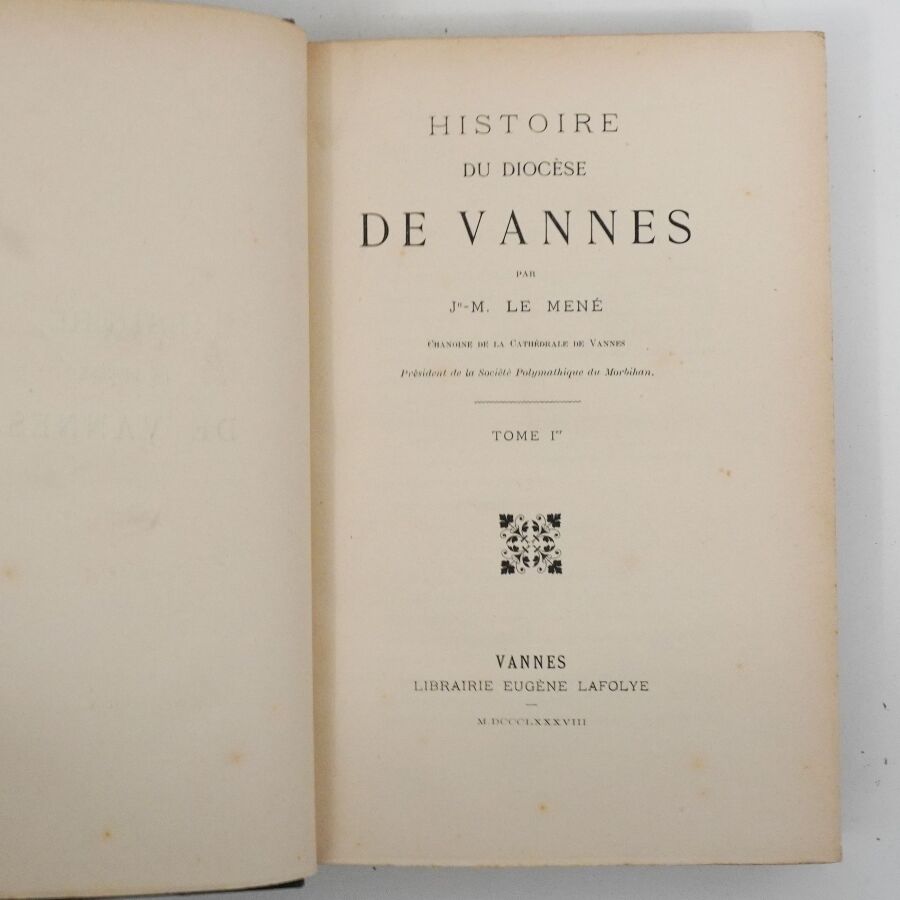 HISTOIRE
DU DIOCÈSE
DE VANNES
PAR
Jⁿ-M. LE MENÉ
CHANOINE DE LA CATHÉDRALE DE VANNES
Président de la Société Polymathique du Morbihan,
TOME Iᵉʳ
VANNES
LIBRAIRIE EUGÈNE LAFOLYE
M DCCCLXXXVIII